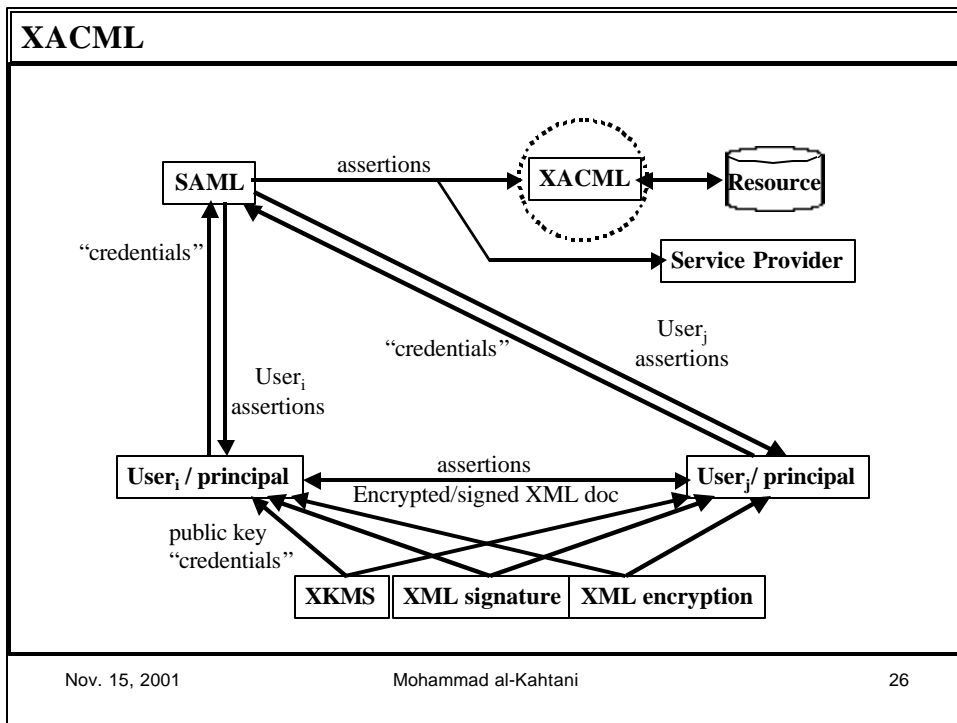 XACML
assertions
SAML
XACML
Resource
“credentials”
Service Provider
“credentials”
Userj
assertions
Useri
assertions
Useri / principal
assertions
Encrypted/signed XML doc
Userj/ principal
public key
“credentials”
XKMS
XML signature
XML encryption
Nov. 15, 2001
Mohammad al-Kahtani
26